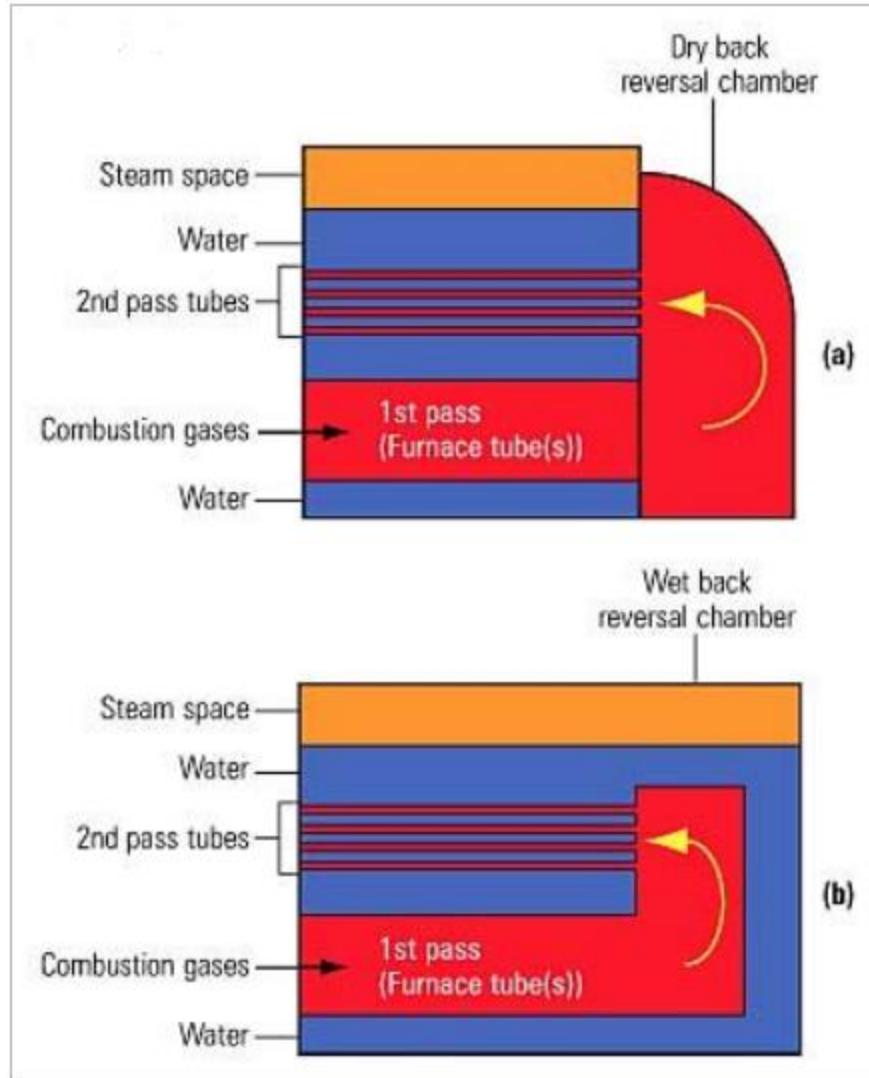 Dry back
reversal chamber
Steam space
Water
2nd pass tubes
(a)
1st pass
Combustion gases
(Furnace tube(s))
Water
Wet back
reversal chamber
Steam space
Water
2nd pass tubes
(b)
1st pass
Combustion gases
(Furnace tube(s))
Water